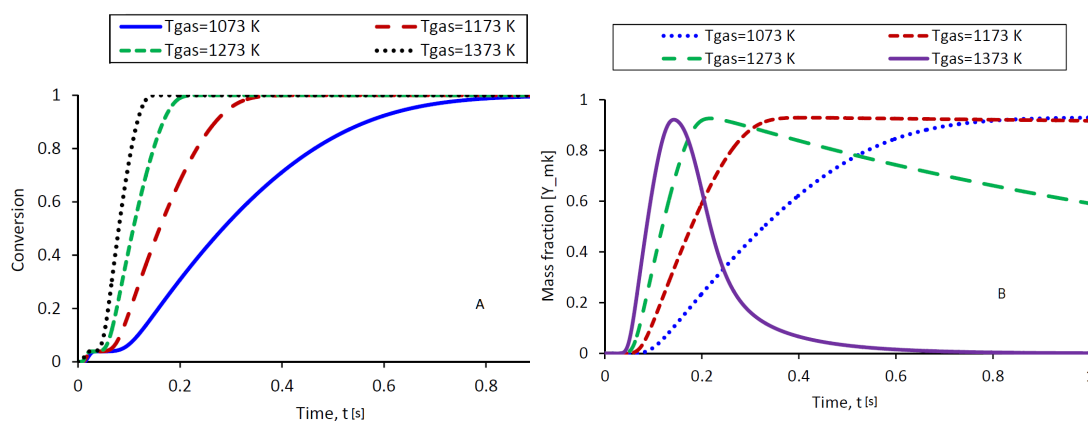 Tgas=1073 K Tgas=1173 K
Tgas=1273 K Tgas=1373 K
1
0.8
0.6
0.4
0.2
0
0 0.2 0.4 0.6 0.8
Conversion
A
Time, t [s]
Tgas=1073 K Tgas=1173 K
Tgas=1273 K Tgas=1373 K
1
0.8
0.6
0.4
0.2
0
0 0.2 0.4 0.6 0.8
Mass fraction [Y_mk]
B
Time, t [s]